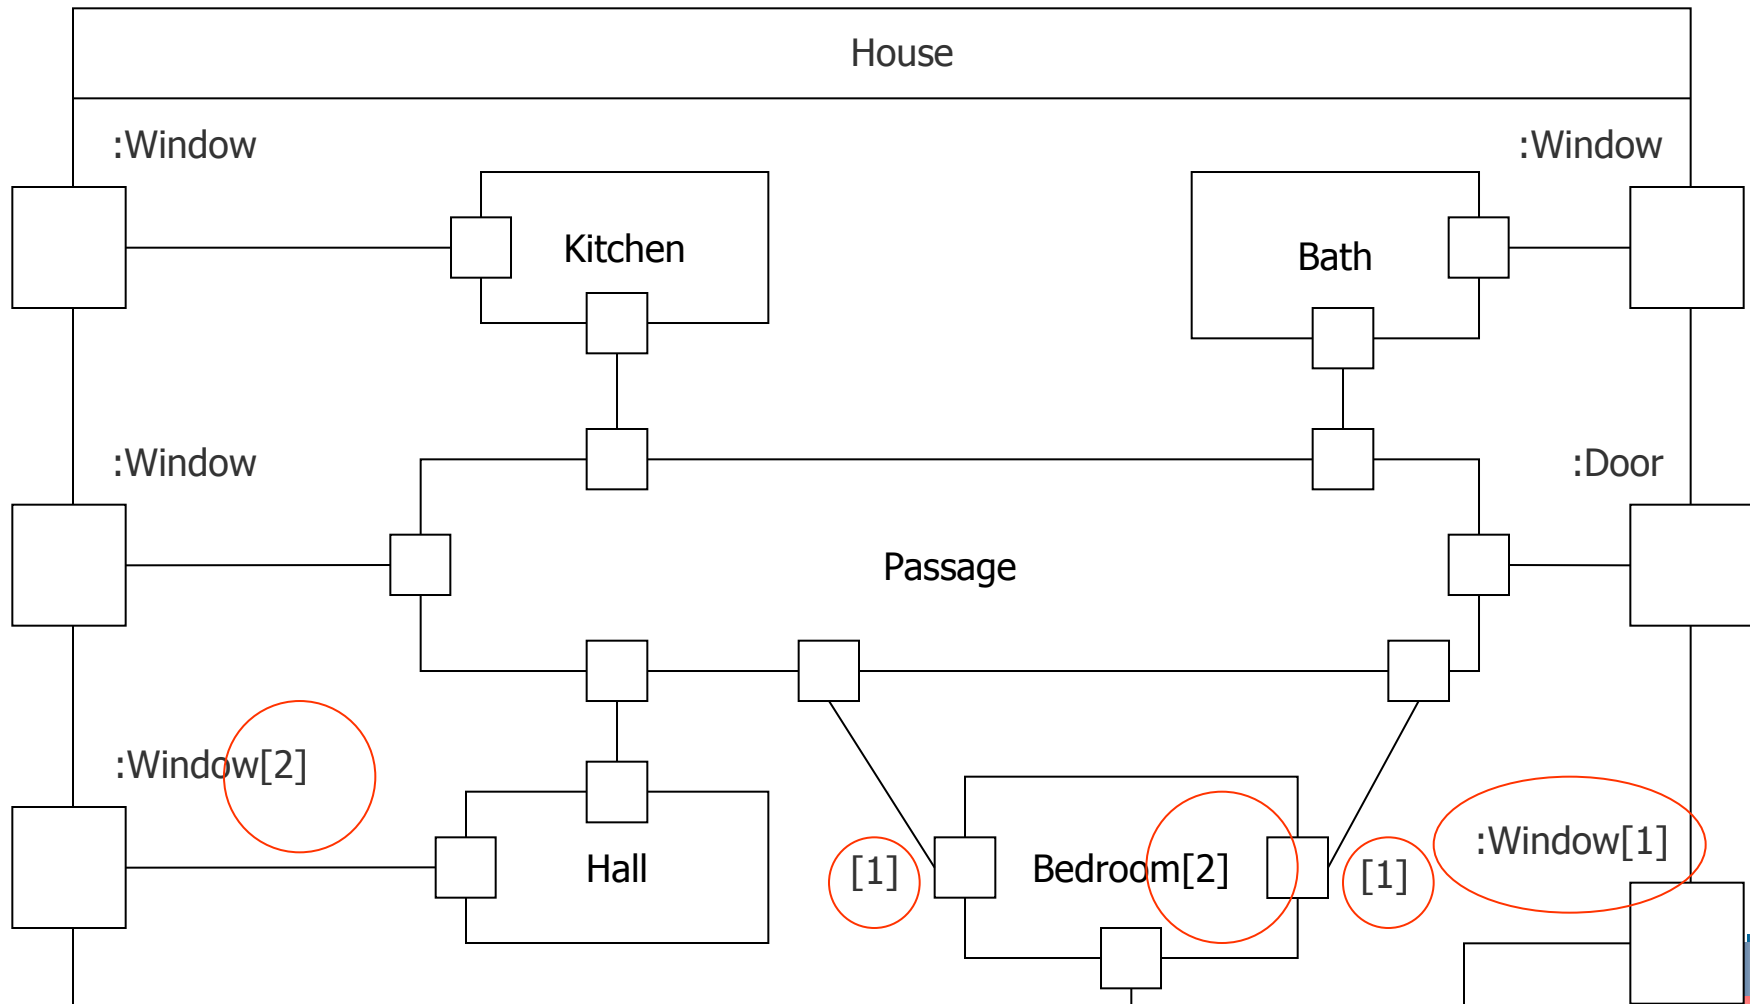 House
:Window
:Window
Kitchen
Bath
:Window
:Door
Passage
:Window[2]
:Window[1]
Hall
[1]
Bedroom[2]
[1]